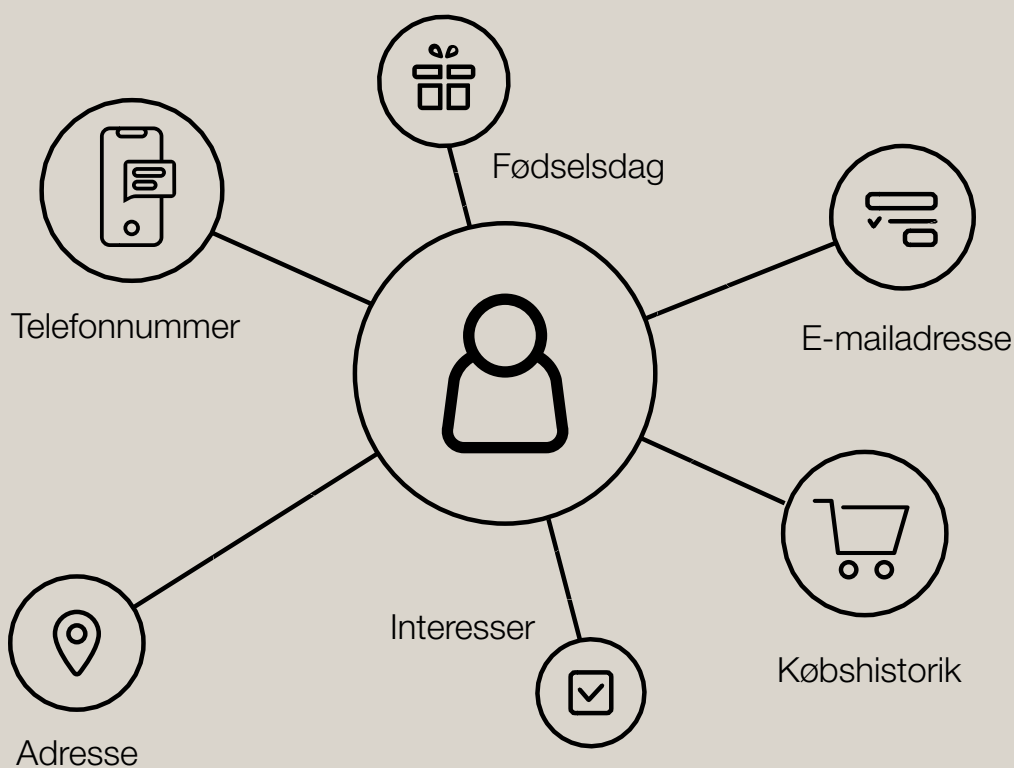 Fødselsdag
Telefonnummer
E-mailadresse
Interesser
Købshistorik
Adresse